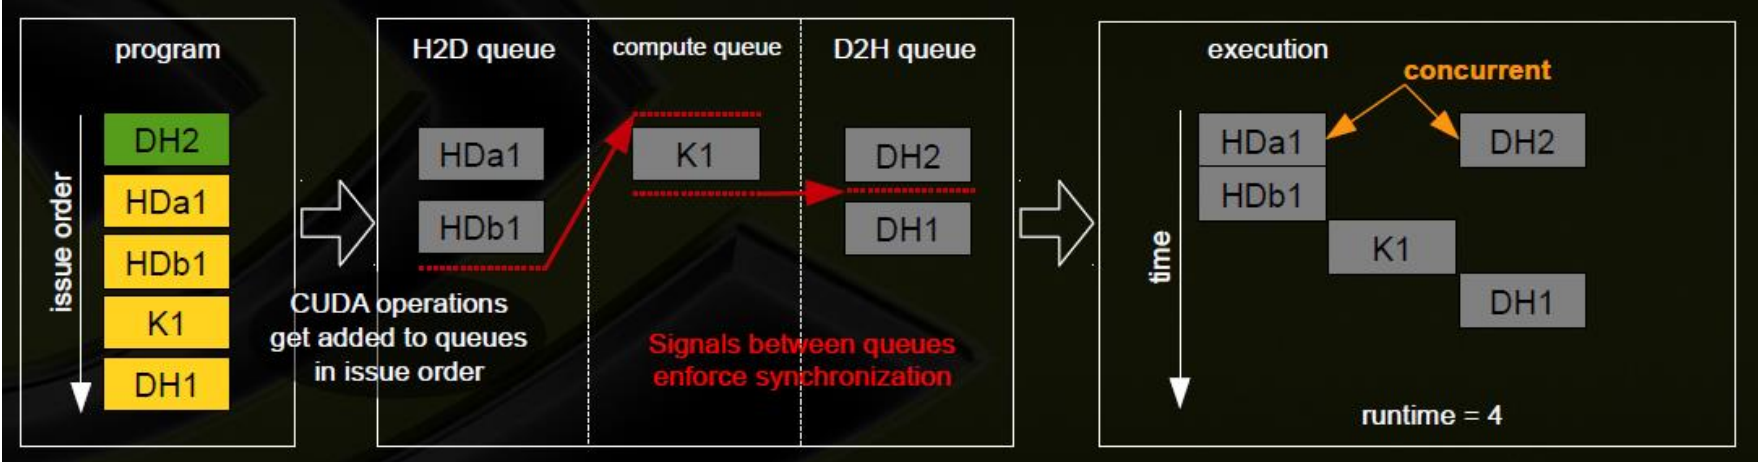 program
issue order
DH2
HDa1
HDb1
K1
DH1
H2D queue
compute queue
D2H queue
HDa1
HDb1
K1
DH2
DH1
CUDA operations
get added to queues
in issue order
Signals between queues
enforce synchronization
execution
concurrent
time
HDa1
DH2
HDb1
K1
DH1
runtime = 4